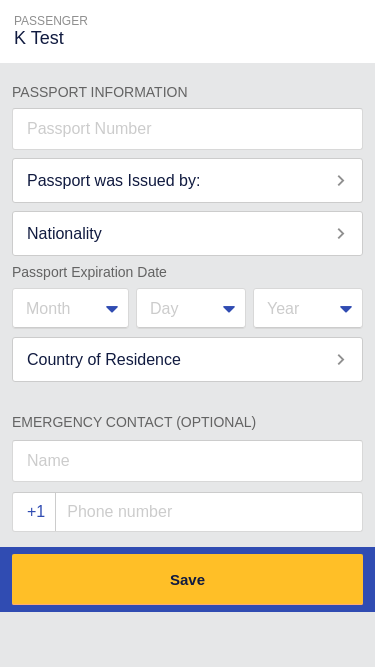 PASSENGER
K Test
PASSPORT INFORMATION
Passport Number
Passport was Issued by:
Nationality
Passport Expiration Date
Month Day Year
Country of Residence
EMERGENCY CONTACT (OPTIONAL)
Name
+1 Phone number
Save